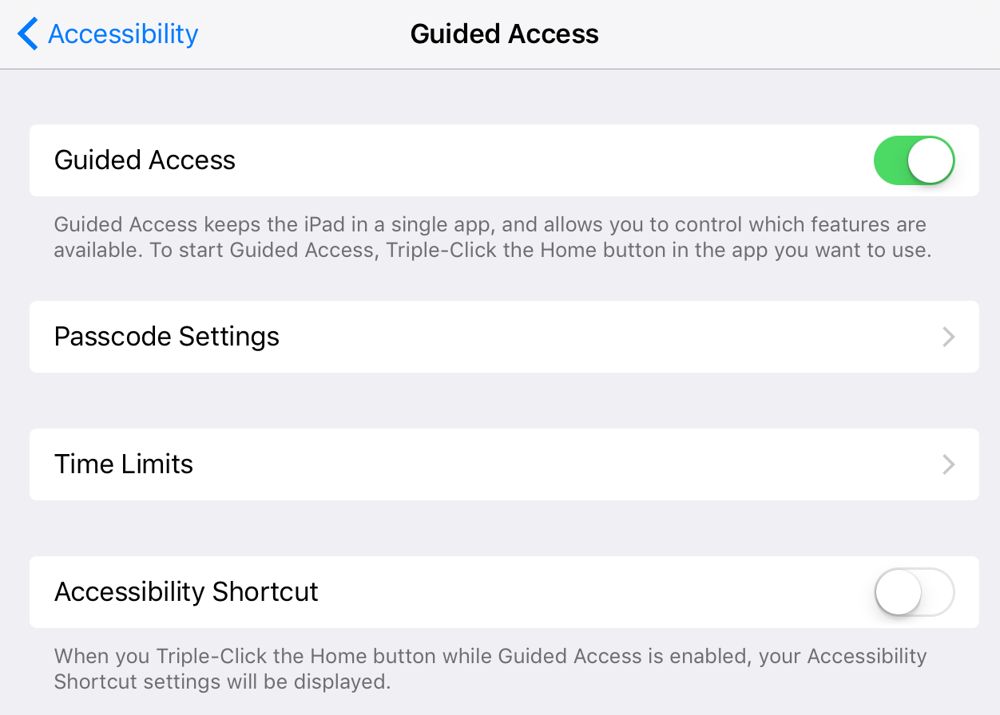 Accessibility
Guided Access
Guided Access
Guided Access keeps the iPad in a single app, and allows you to control which features are
available. To start Guided Access, Triple-Click the Home button in the app you want to use.
Passcode Settings
Time Limits
Accessibility Shortcut
When you Triple-Click the Home button while Guided Access is enabled, your Accessibility
Shortcut settings will be displayed.